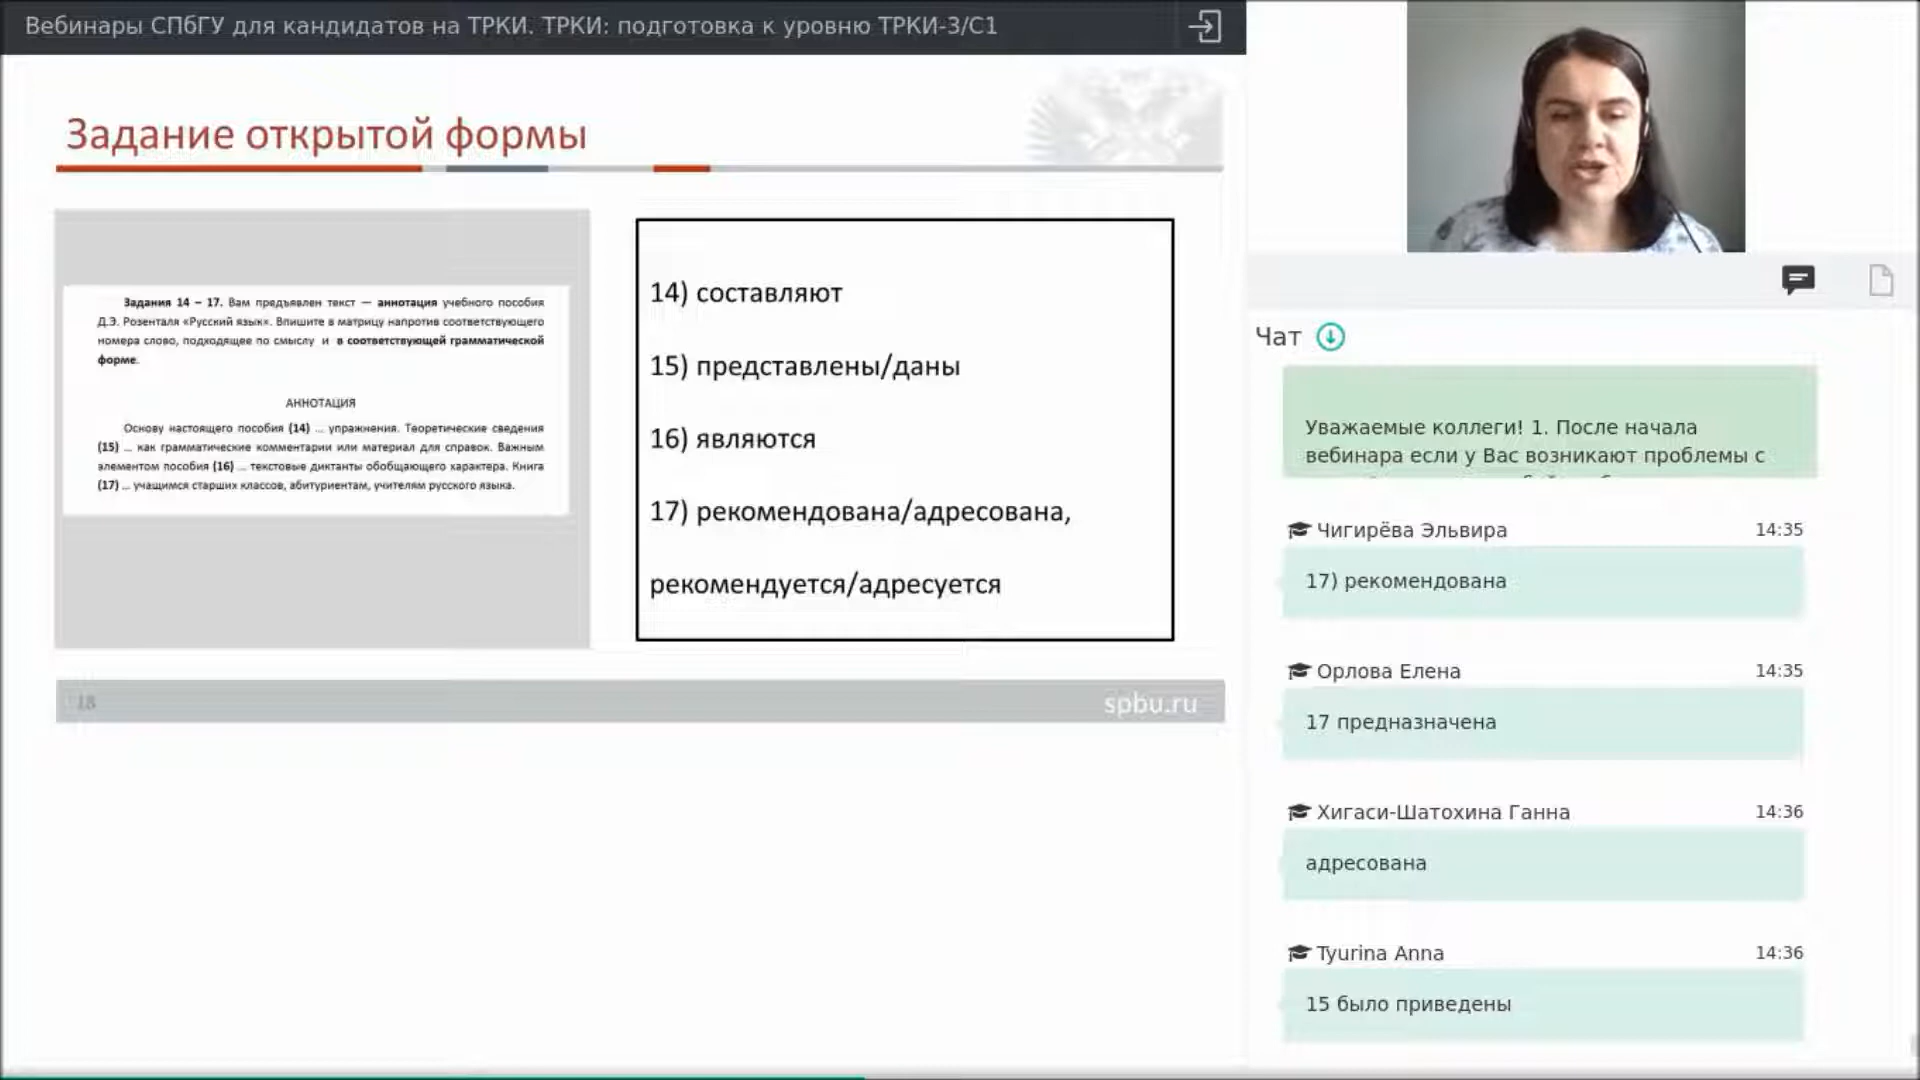 Вебинары СПбГУ для кандидатов на ТРКИ. ТРКИ: подготовка к уровню ТРКИ-3/С1
Задание открытой формы
Задания 14 – 17. Вам предъявлен текст — аннотация учебного пособия
Д.Э. Розенталя «Русский язык». Впишите в матрицу напротив соответствующего
номера слово, подходящее по смыслу и в соответствующей грамматической
форме.
АННОТАЦИЯ
Основу настоящего пособия (14) ... упражнения. Теоретические сведения
(15) ... как грамматические комментарии или материал для справок. Важным
элементом пособия (16) ... текстовые диктанты обобщающего характера. Книга
(17) ... учащимся старших классов, абитуриентам, учителям русского языка.
14) составляют
15) представлены/даны
16) являются
17) рекомендована/адресована,
рекомендуется/адресуется
18
spbu.ru
Чат
Уважаемые коллеги! 1. После начала
вебинара если у Вас возникают проблемы с
Чигирёва Эльвира 14:35
17) рекомендована
Орлова Елена 14:35
17 предназначена
Хигаси-Шатохина Ганна 14:36
адресована
Tyurina Anna 14:36
15 было приведены